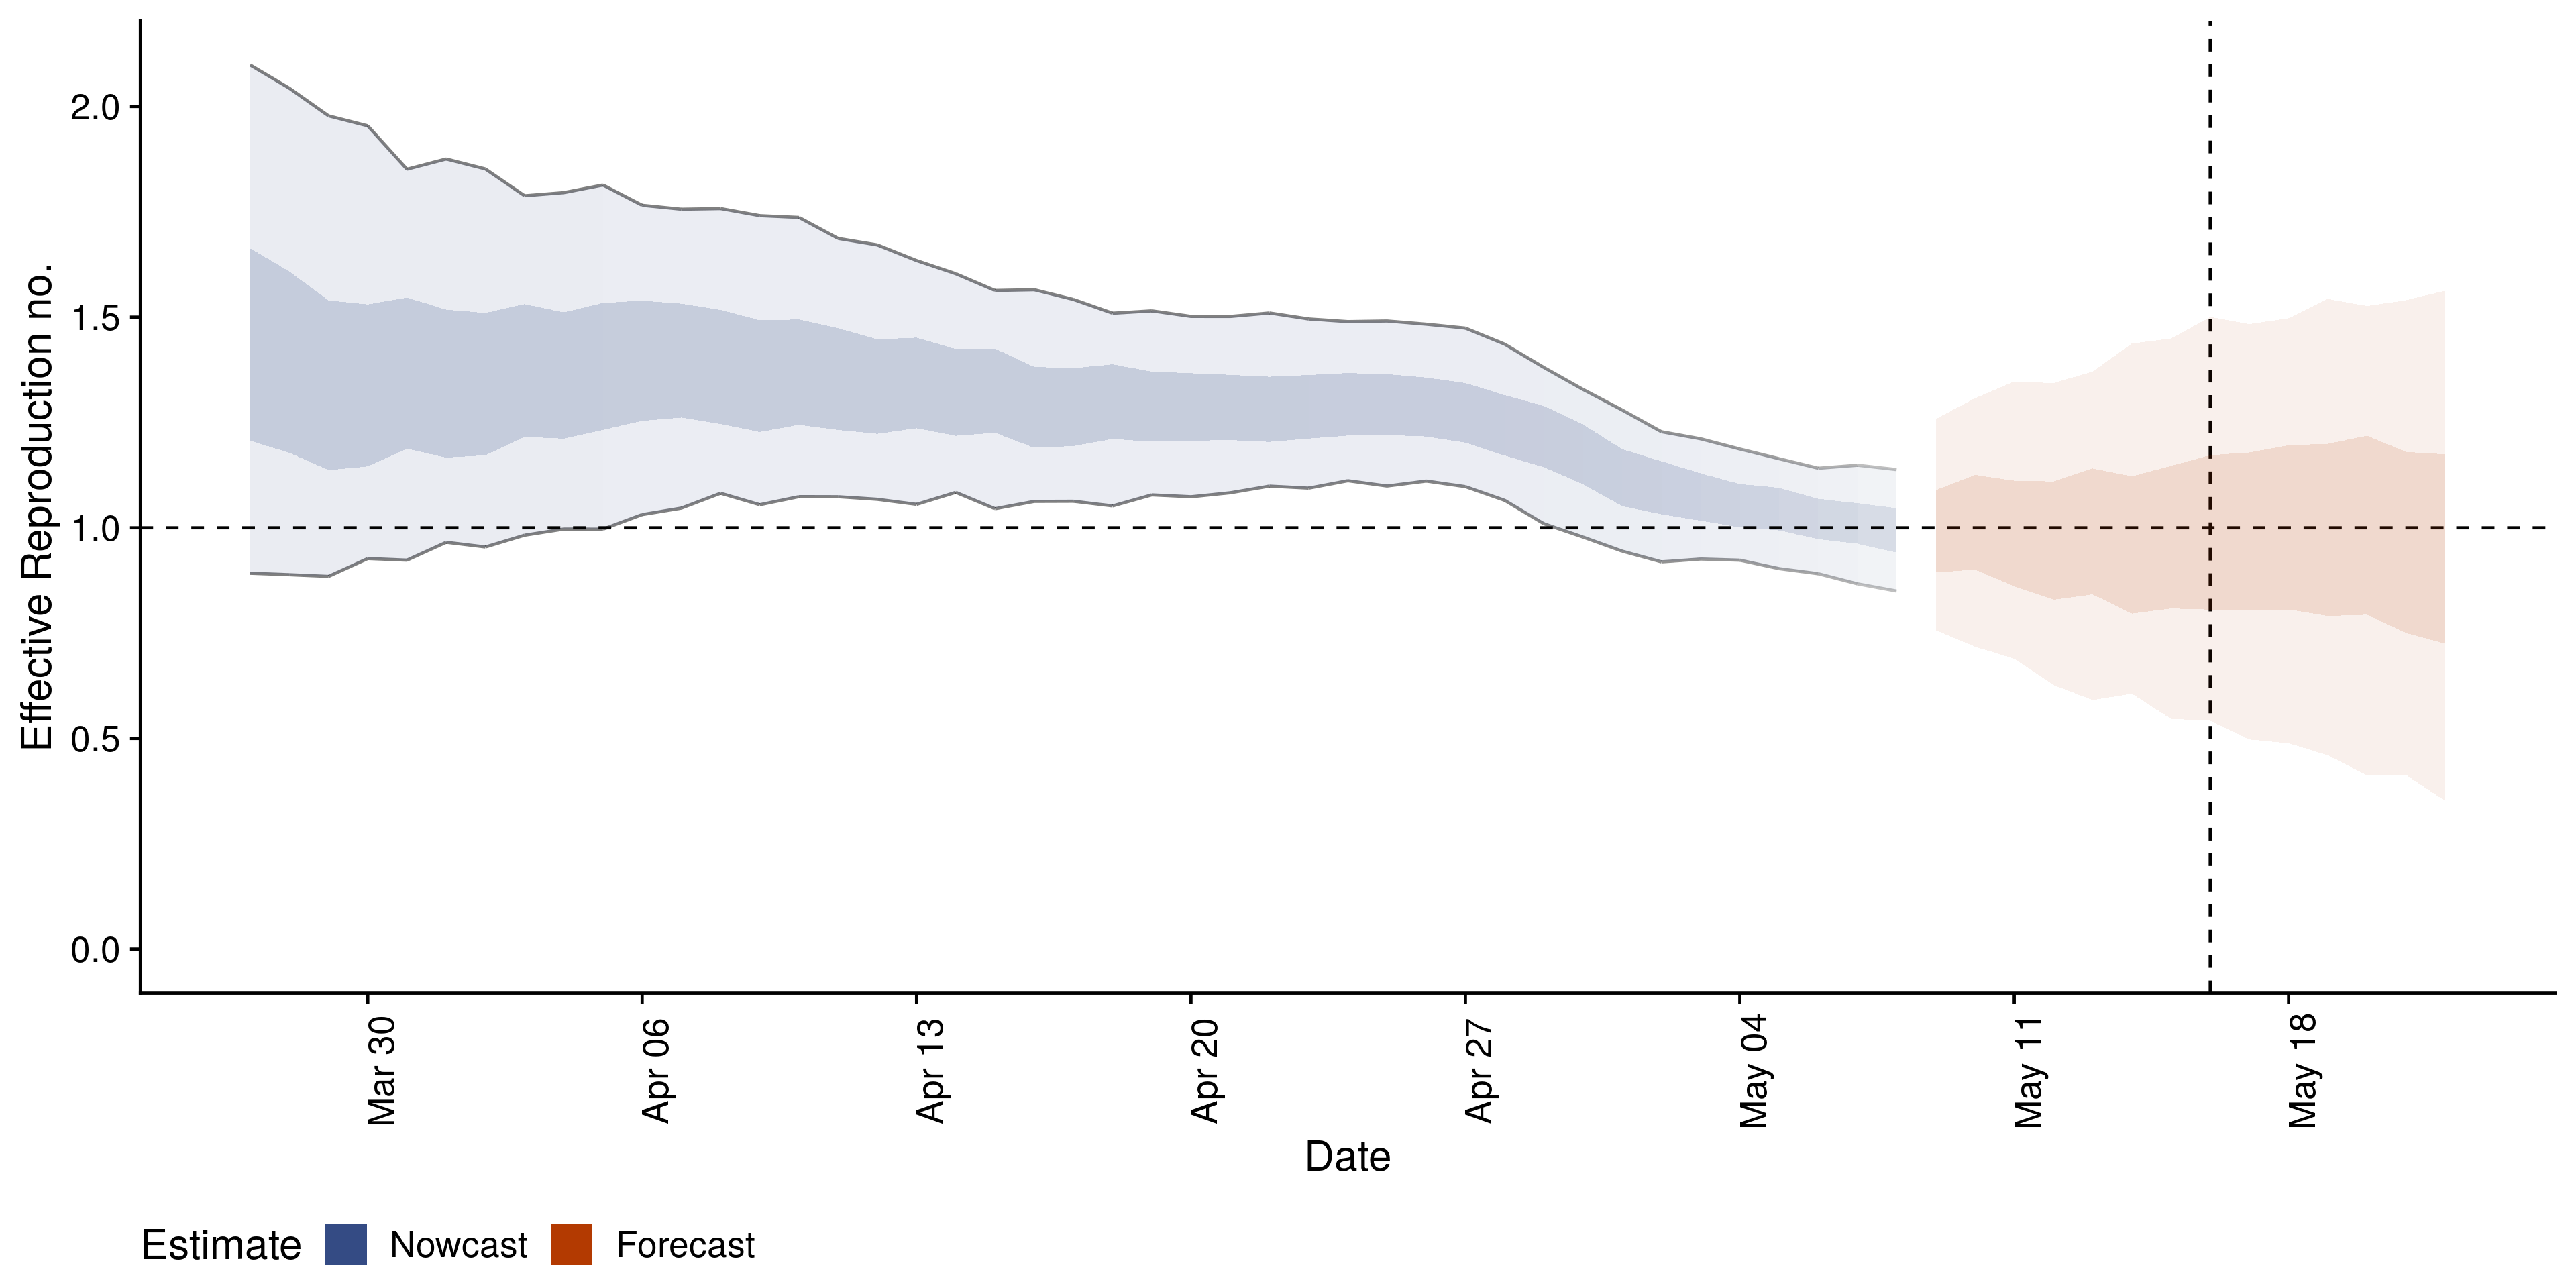 Effective Reproduction no.
2.0
1.5
1.0
0.5
0.0
Mar 30
Apr 06
Apr 13
Apr 20
Apr 27
May 04
May 11
May 18
Date
Estimate Nowcast Forecast